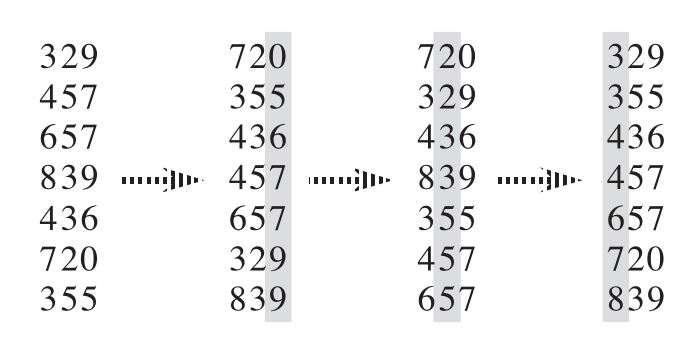 329 720 720 329
457 355 329 355
657 436 436 436
839 457 839 457
436 657 355 657
720 329 457 720
355 839 657 839